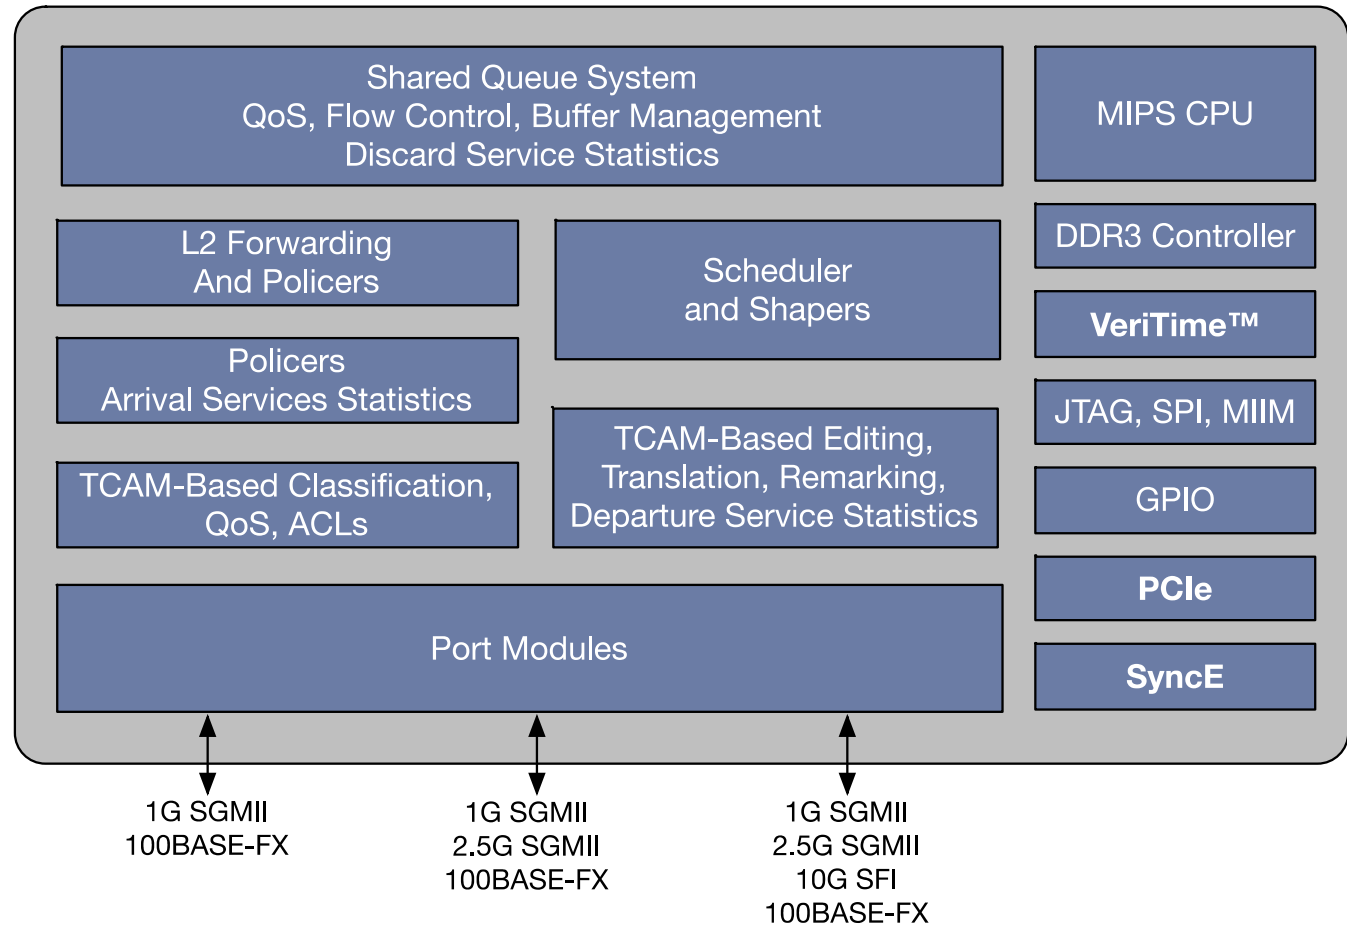 Shared Queue System
QoS, Flow Control, Buffer Management
Discard Service Statistics
MIPS CPU
L2 Forwarding
And Policers
Scheduler
and Shapers
DDR3 Controller
VeriTime™
Policers
Arrival Services Statistics
JTAG, SPI, MIIM
TCAM-Based Classification,
QoS, ACLs
TCAM-Based Editing,
Translation, Remarking,
Departure Service Statistics
GPIO
PCIe
Port Modules
SyncE
1G SGMII
100BASE-FX
1G SGMII
2.5G SGMII
100BASE-FX
1G SGMII
2.5G SGMII
10G SFI
100BASE-FX